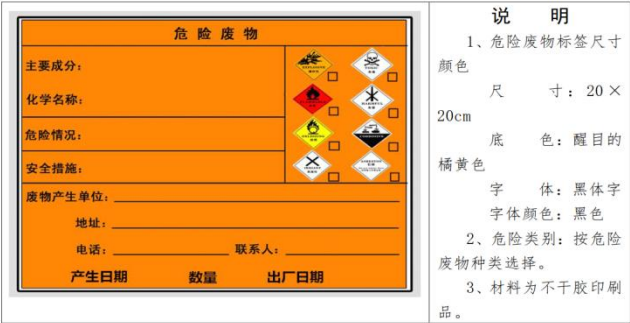 危险废物
主要成分：
化学名称：
危险情况：
安全措施：
废物产生单位：
地址：
电话： 联系人：
产生日期 数量 出厂日期
说 明
1、危险废物标签尺寸
颜色
尺 寸：20×
20cm
底 色：醒目的
橘黄色
字 体：黑体字
字体颜色：黑色
2、危险类别：按危险
废物种类选择。
3、材料为不干胶印刷
品。